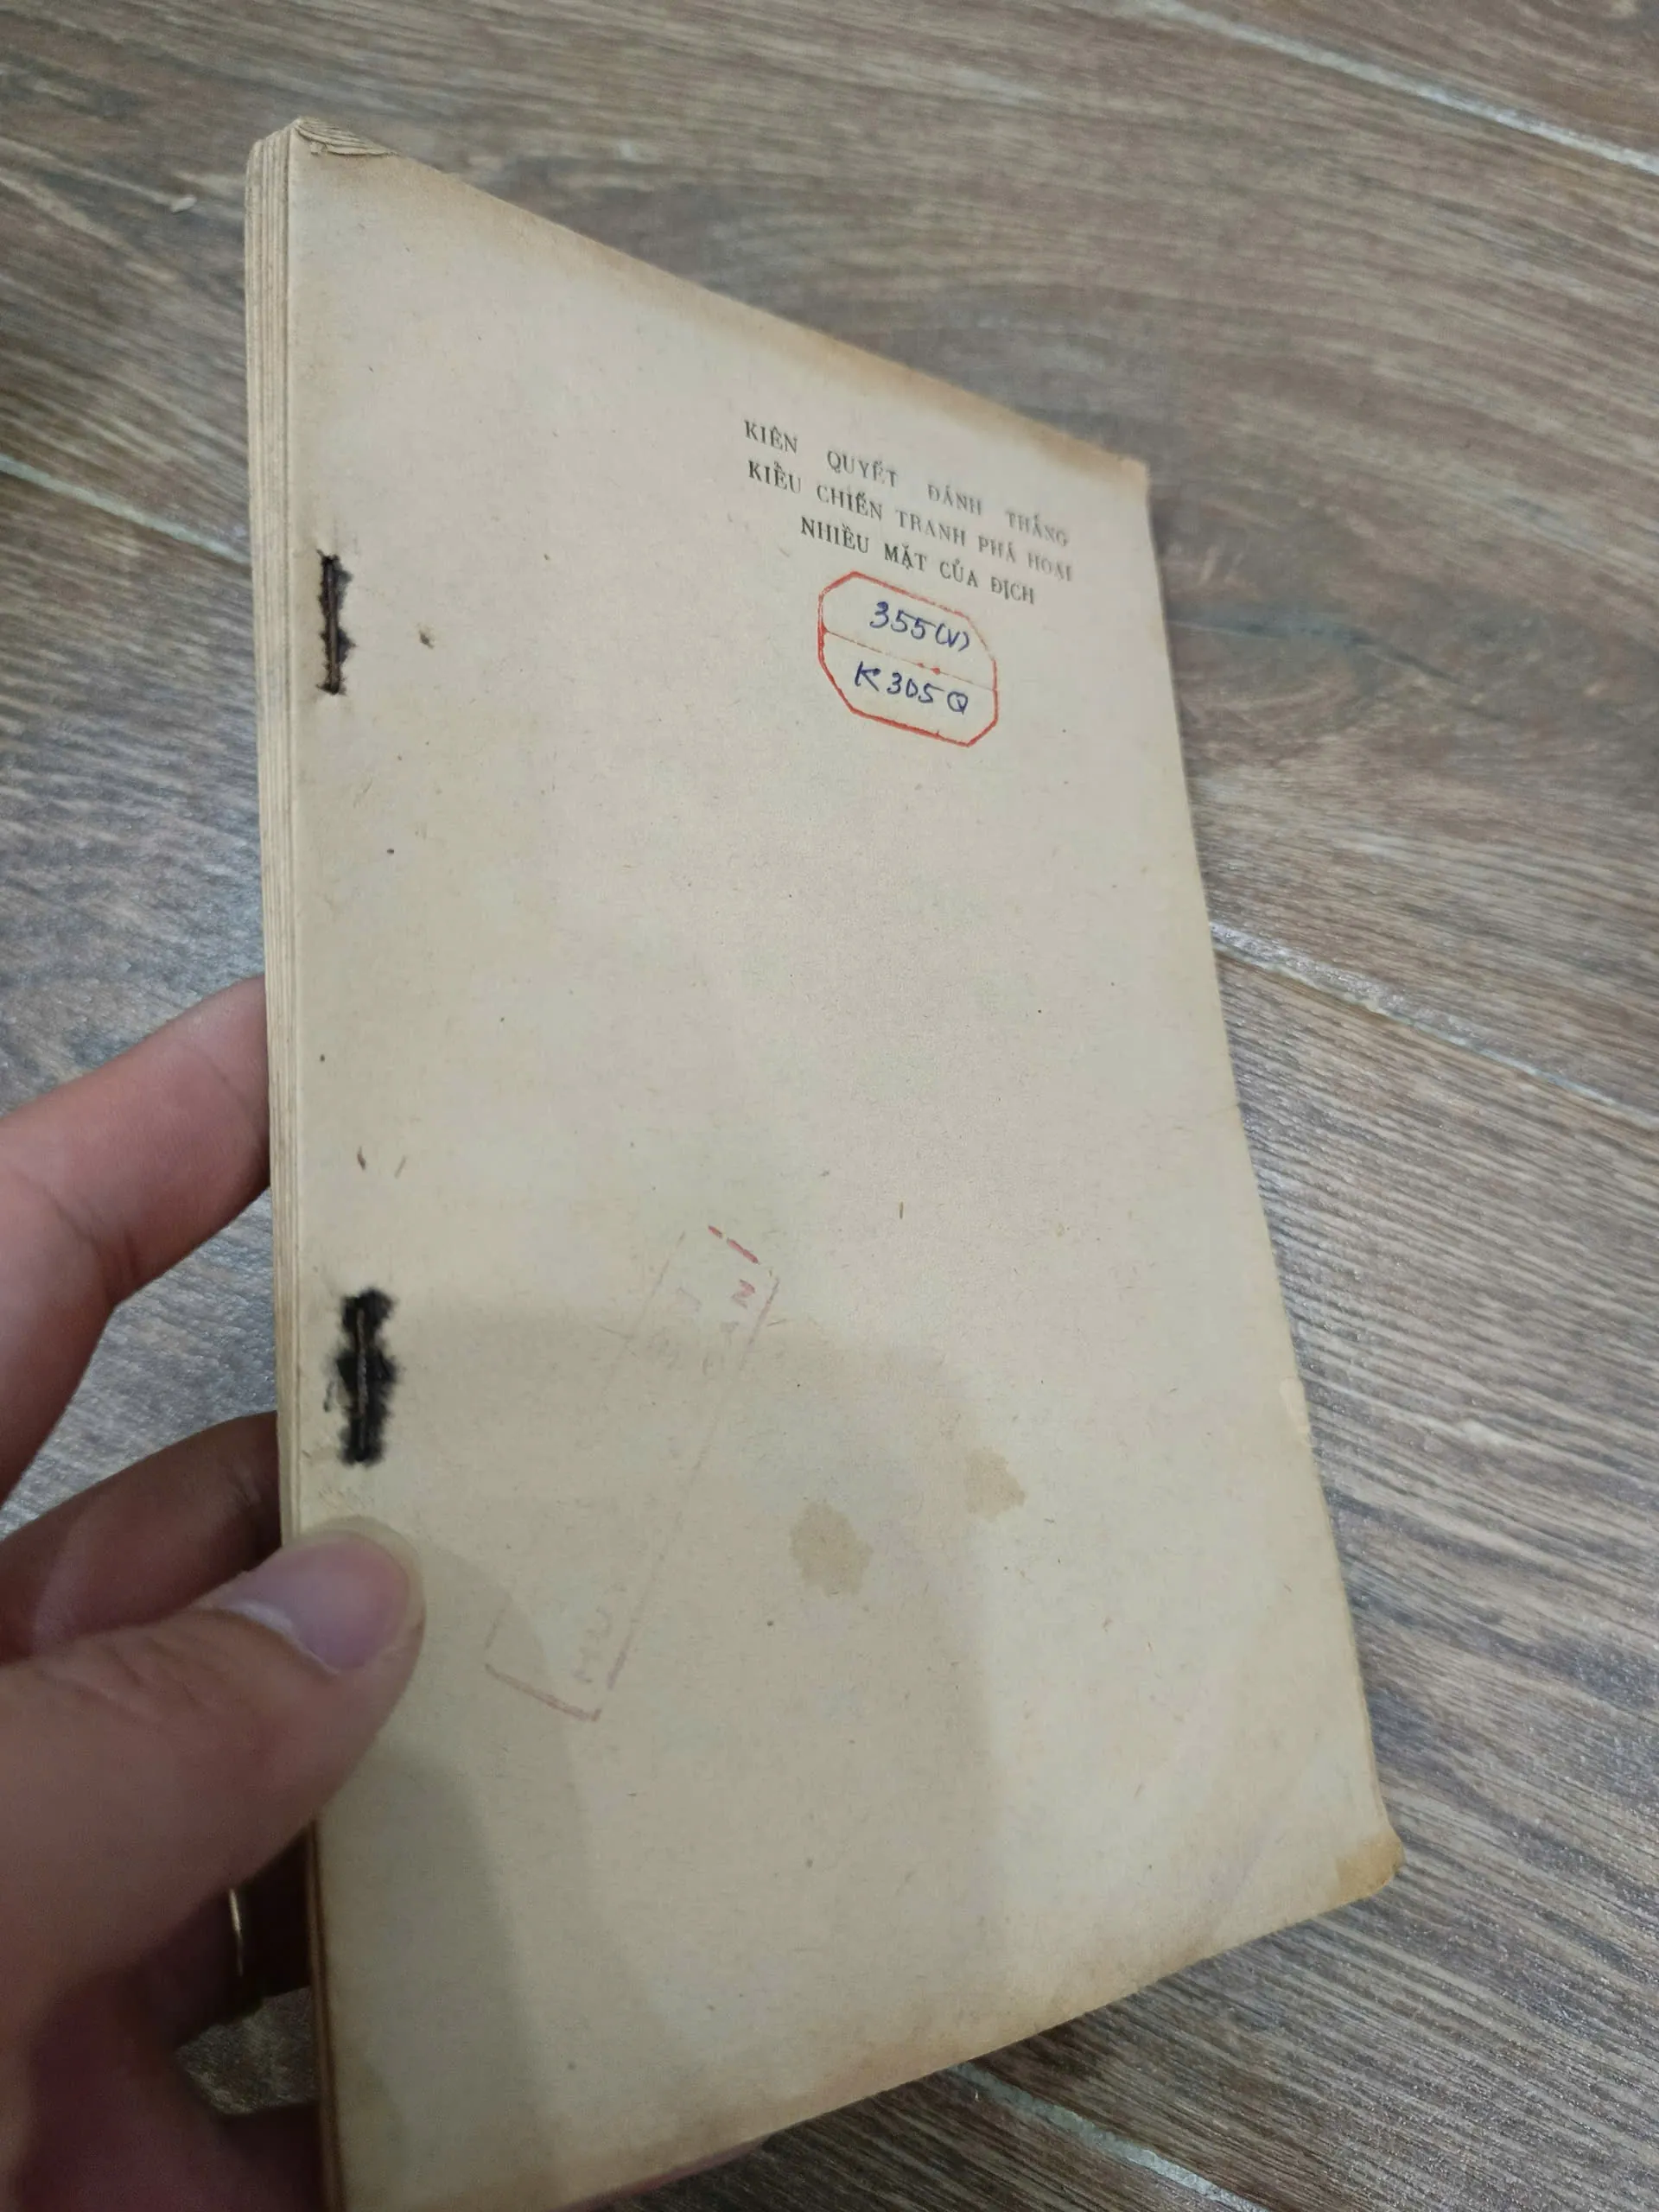 KIÊN QUYẾT ĐÁNH THẮNG
KIỂU CHIẾN TRANH PHÁ HOẠI
NHIỀU MẶT CỦA ĐỊCH
355(V)
K305Q